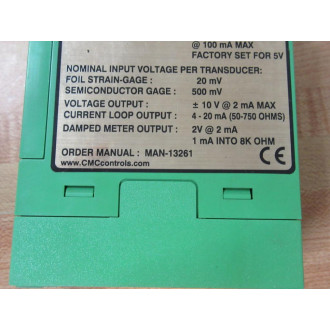 @ 100 mA MAX
FACTORY SET FOR 5V
NOMINAL INPUT VOLTAGE PER TRANSDUCER:
FOIL STRAIN-GAGE : 20 mV
SEMICONDUCTOR GAGE : 500 mV
VOLTAGE OUTPUT : ± 10 V @ 2 mA MAX
CURRENT LOOP OUTPUT : 4 - 20 mA (50-750 OHMS)
DAMPED METER OUTPUT : 2V @ 2 mA
1 mA INTO 8K OHM
ORDER MANUAL : MAN-13261
www.CMCcontrols.com
CE